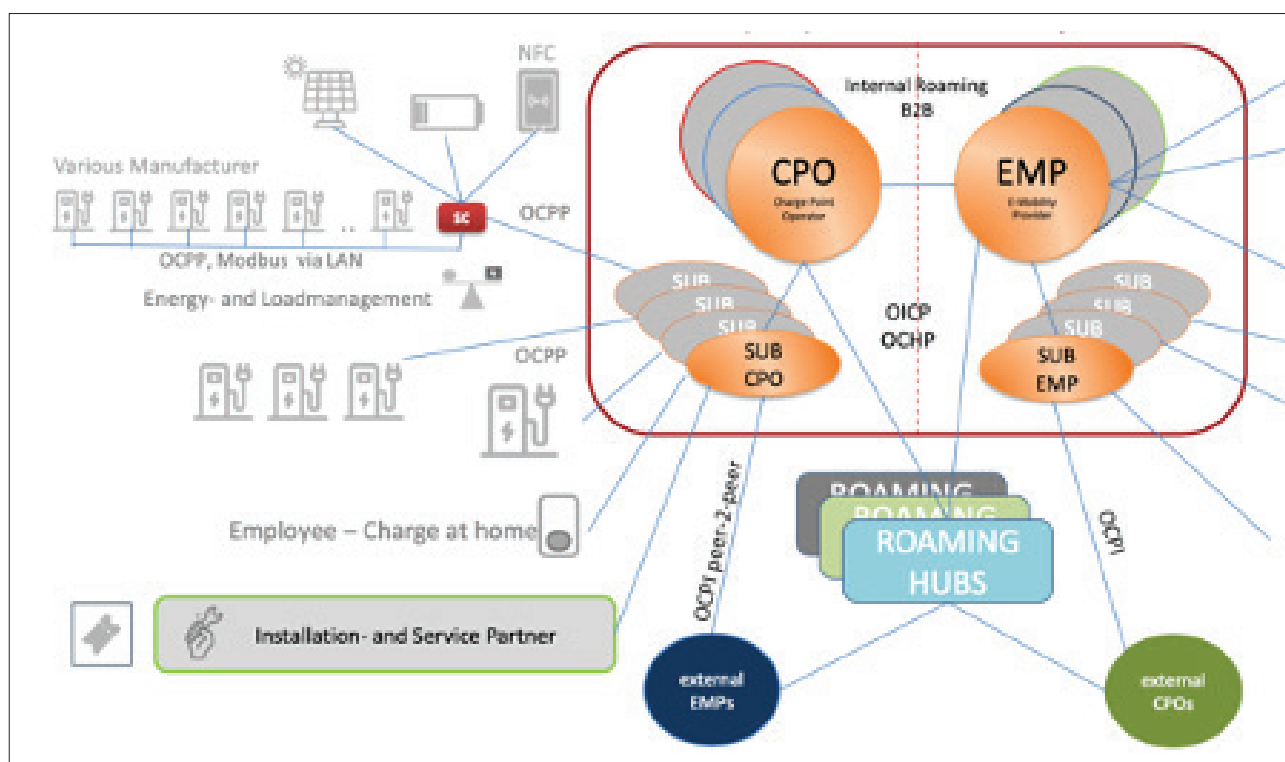 NFC
Various Manufacturer
SC
OCPP
. .
OCPP, Modbus via LAN
Energy- and Loadmanagement
OCPP
Employee – Charge at home
Installation- and Service Partner
Internal Roaming
B2B
CPO
Charge Point
Operator
EMP
E-Mobility
Provider
SUB
SUB
SUB
SUB
CPO
OICP
OCHP
SUB
SUB
SUB
SUB
EMP
OCPI peer-2-peer
ROAMING
ROAMING
ROAMING
HUBS
OCPI
external
EMPs
external
CPOs